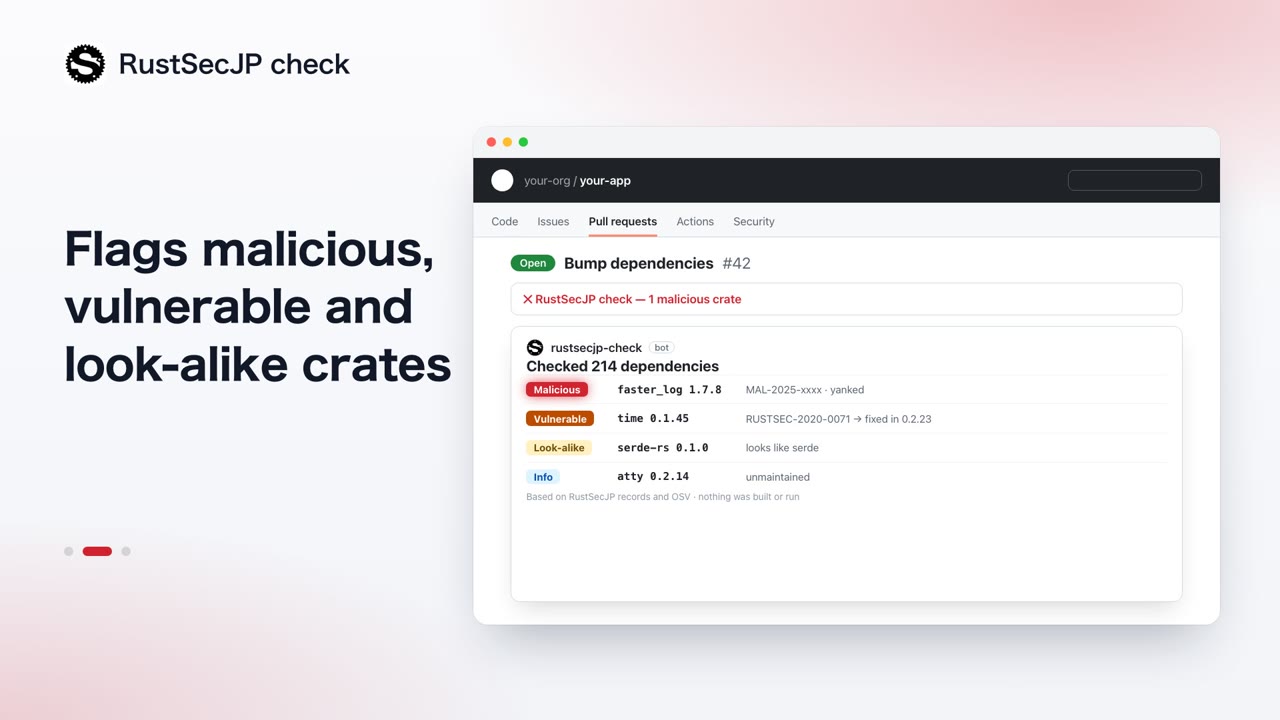 RustSecJP check
Flags malicious,
vulnerable and
look-alike crates
your-org / your-app
Code Issues Pull requests Actions Security
Open Bump dependencies #42
✕ RustSecJP check — 1 malicious crate
rustsecjp-check bot
Checked 214 dependencies
Malicious faster_log 1.7.8 MAL-2025-xxxx · yanked
Vulnerable time 0.1.45 RUSTSEC-2020-0071 → fixed in 0.2.23
Look-alike serde-rs 0.1.0 looks like serde
Info atty 0.2.14 unmaintained
Based on RustSecJP records and OSV · nothing was built or run